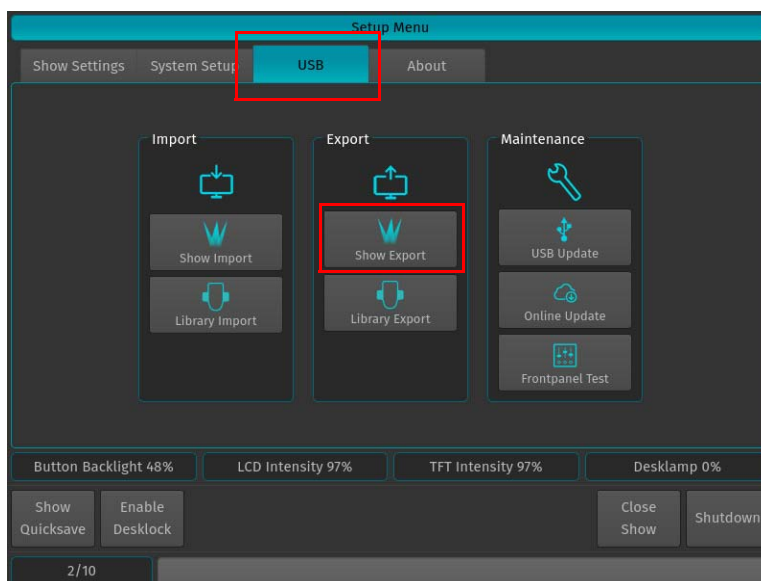 Setup Menu
Show Settings System Setup USB About
Import Export Maintenance
Show Import Show Export USB Update
Library Import Library Export Online Update
Frontpanel Test
Button Backlight 48% LCD Intensity 97% TFT Intensity 97% Desklamp 0%
Show Enable Close Shutdown
Quicksave Desklock Show
2/10